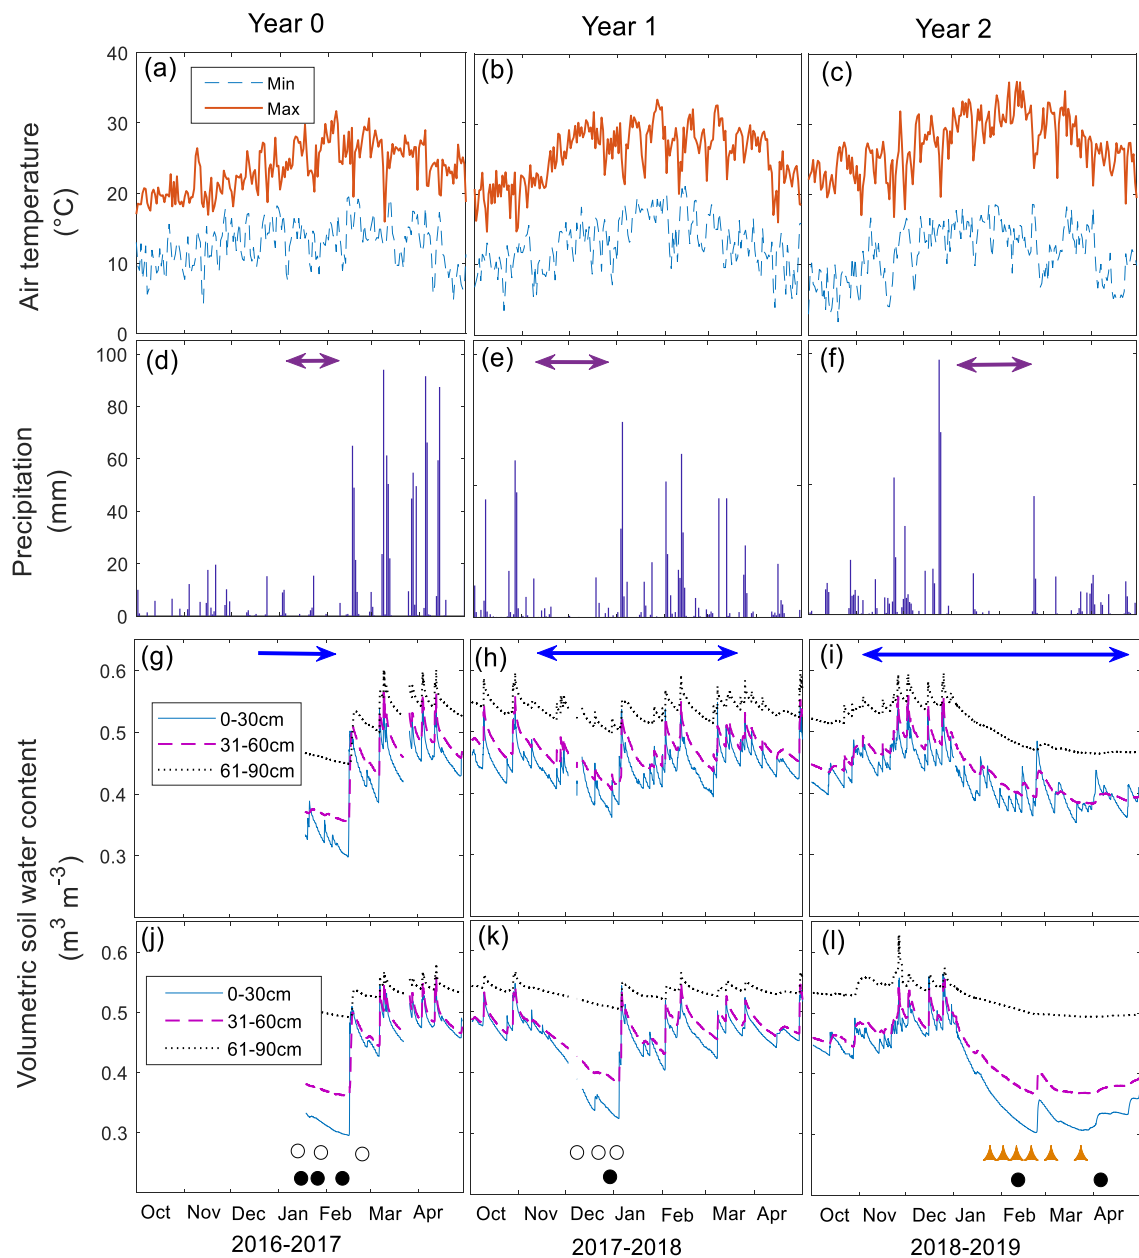 Year 0 Year 1 Year 2
Air temperature
(°C)
40
30
20
10
0
(a)
Min
Max
(b)
(c)
Precipitation
(mm)
100
80
60
40
20
0
(d)
(e)
(f)
Volumetric soil water content
(m³ m⁻³)
0.6
0.5
0.4
0.3
(g)
0-30cm
31-60cm
61-90cm
(h)
(i)
0.6
0.5
0.4
0.3
(j)
0-30cm
31-60cm
61-90cm
(k)
(l)
Oct Nov Dec Jan Feb Mar Apr
Oct Nov Dec Jan Feb Mar Apr
Oct Nov Dec Jan Feb Mar Apr
2016-2017
2017-2018
2018-2019